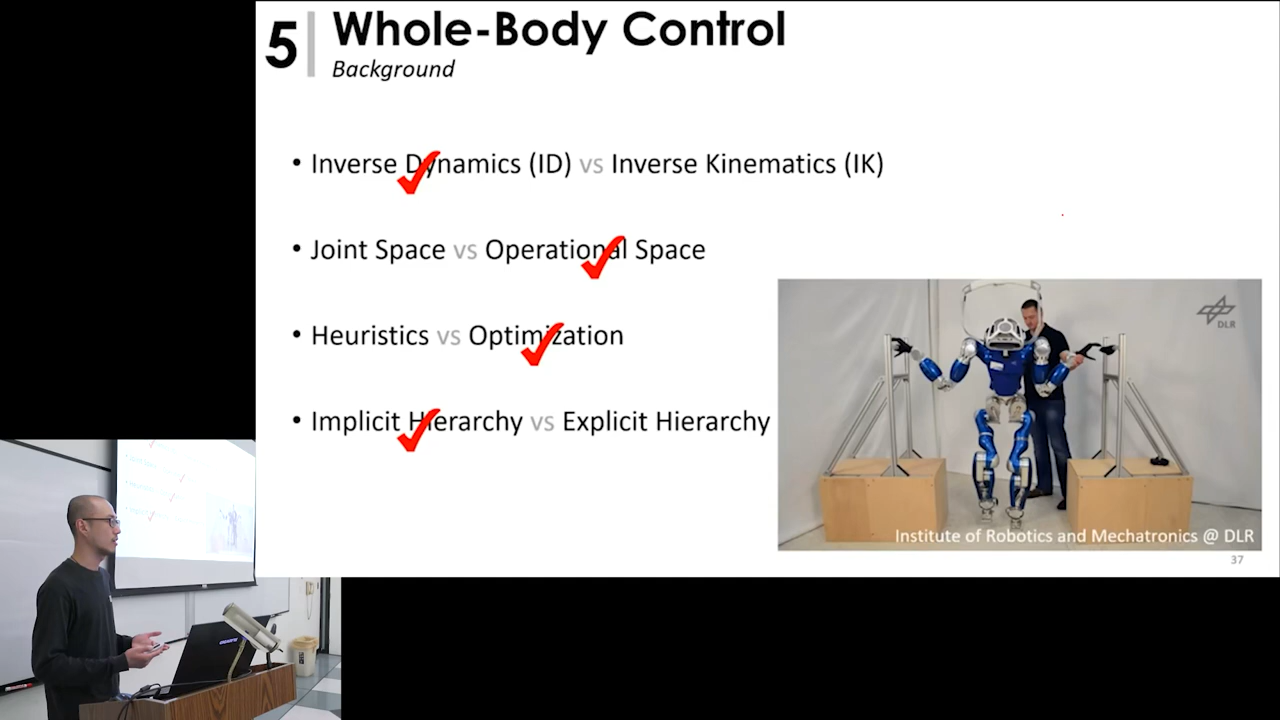 5
Whole-Body Control
Background
• Inverse Dynamics (ID) vs Inverse Kinematics (IK)
• Joint Space vs Operational Space
• Heuristics vs Optimization
• Implicit Hierarchy vs Explicit Hierarchy
DLR
Institute of Robotics and Mechatronics @ DLR
37